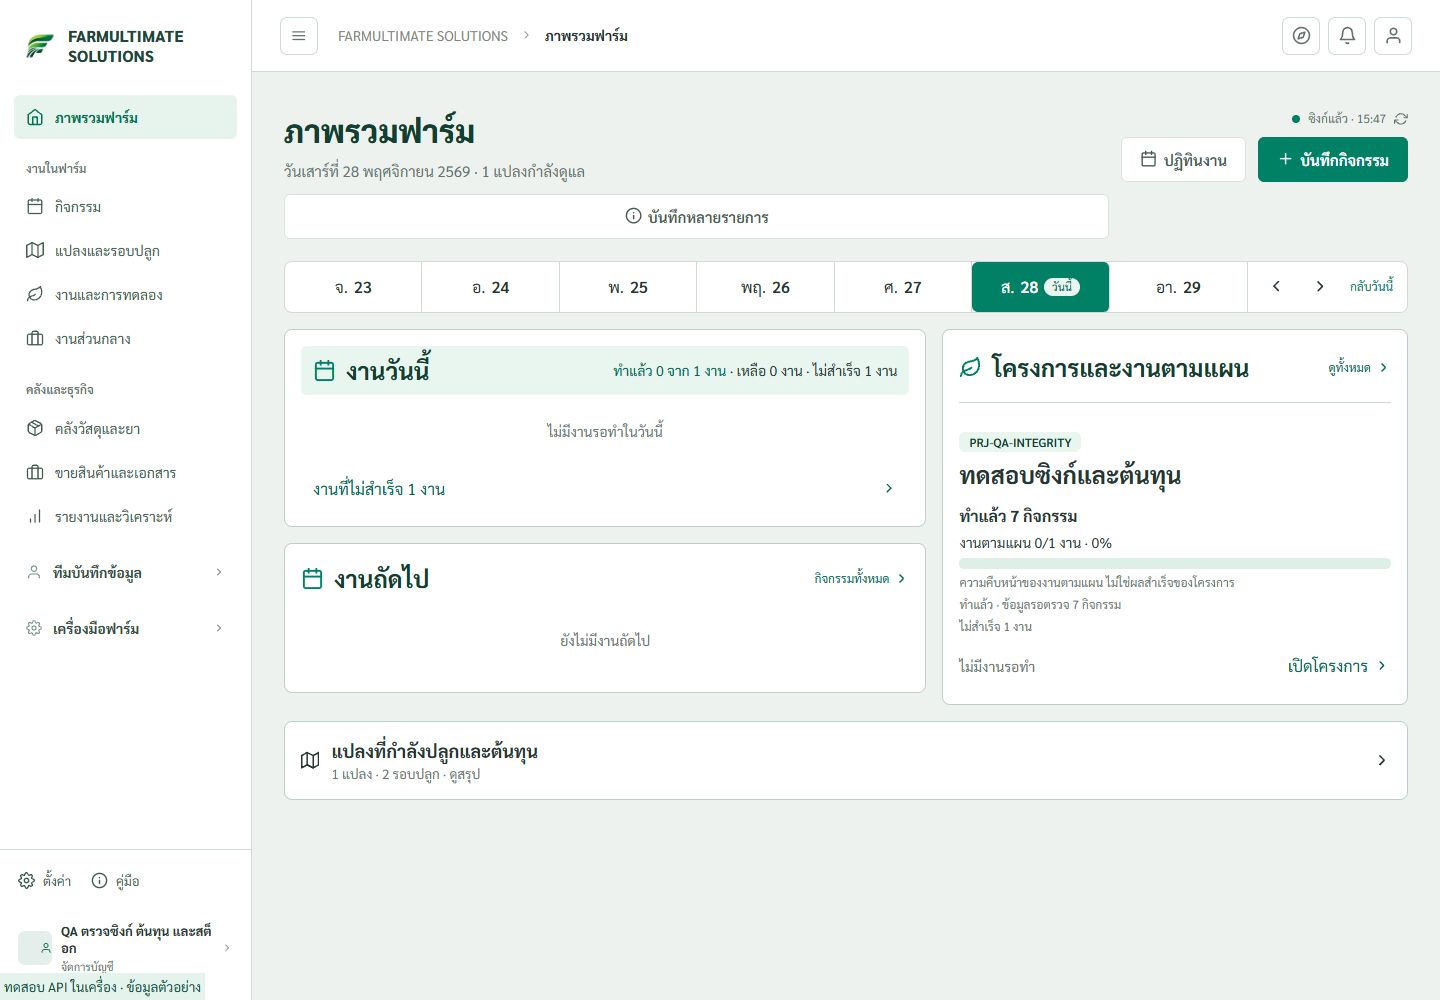 FARMULTIMATE
SOLUTIONS
ภาพรวมฟาร์ม
งานในฟาร์ม
กิจกรรม
แปลงและรอบปลูก
งานและการทดลอง
งานส่วนกลาง
คลังและธุรกิจ
คลังวัสดุและยา
ขายสินค้าและเอกสาร
รายงานและวิเคราะห์
ทีมบันทึกข้อมูล
เครื่องมือฟาร์ม
ตั้งค่า คู่มือ
QA ตรวจซิงก์ ต้นทุน และสต็
อก
จัดการบัญชี
ทดสอบ API ในเครื่อง · ข้อมูลตัวอย่าง
FARMULTIMATE SOLUTIONS ภาพรวมฟาร์ม
ภาพรวมฟาร์ม
วันเสาร์ที่ 28 พฤศจิกายน 2569 · 1 แปลงกำลังดูแล
ซิงก์แล้ว · 15:47
ปฏิทินงาน บันทึกกิจกรรม
บันทึกหลายรายการ
จ. 23 อ. 24 พ. 25 พฤ. 26 ศ. 27 ส. 28 วันนี้ อา. 29 กลับวันนี้
งานวันนี้ ทำแล้ว 0 จาก 1 งาน · เหลือ 0 งาน · ไม่สำเร็จ 1 งาน
ไม่มีงานรอทำในวันนี้
งานที่ไม่สำเร็จ 1 งาน
งานถัดไป กิจกรรมทั้งหมด
ยังไม่มีงานถัดไป
โครงการและงานตามแผน ดูทั้งหมด
PRJ-QA-INTEGRITY
ทดสอบซิงก์และต้นทุน
ทำแล้ว 7 กิจกรรม
งานตามแผน 0/1 งาน · 0%
ความคืบหน้าของงานตามแผน ไม่ใช่ผลสำเร็จของโครงการ
ทำแล้ว · ข้อมูลรอตรวจ 7 กิจกรรม
ไม่สำเร็จ 1 งาน
ไม่มีงานรอทำ เปิดโครงการ
แปลงที่กำลังปลูกและต้นทุน
1 แปลง · 2 รอบปลูก · ดูสรุป